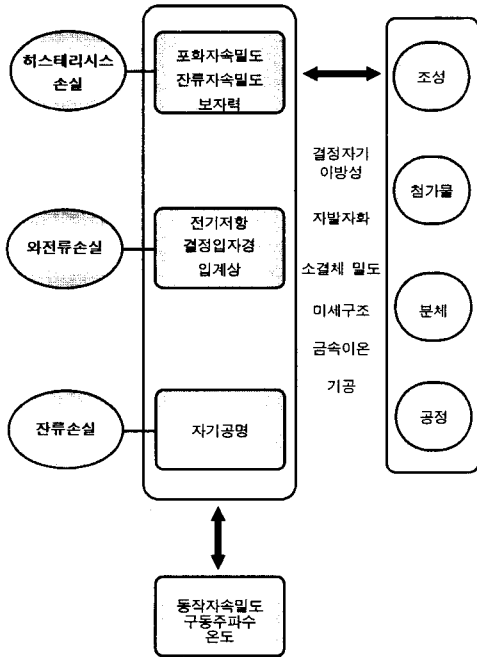 히스테리시스
손실
포화자속밀도
잔류자속밀도
보자력
와전류손실
전기저항
결정입자경
입계상
잔류손실
자기공명
결정자기
이방성
자발자화
소결체 밀도
미세구조
금속이온
기공
조성
첨가물
분체
공정
동작자속밀도
구동주파수
온도